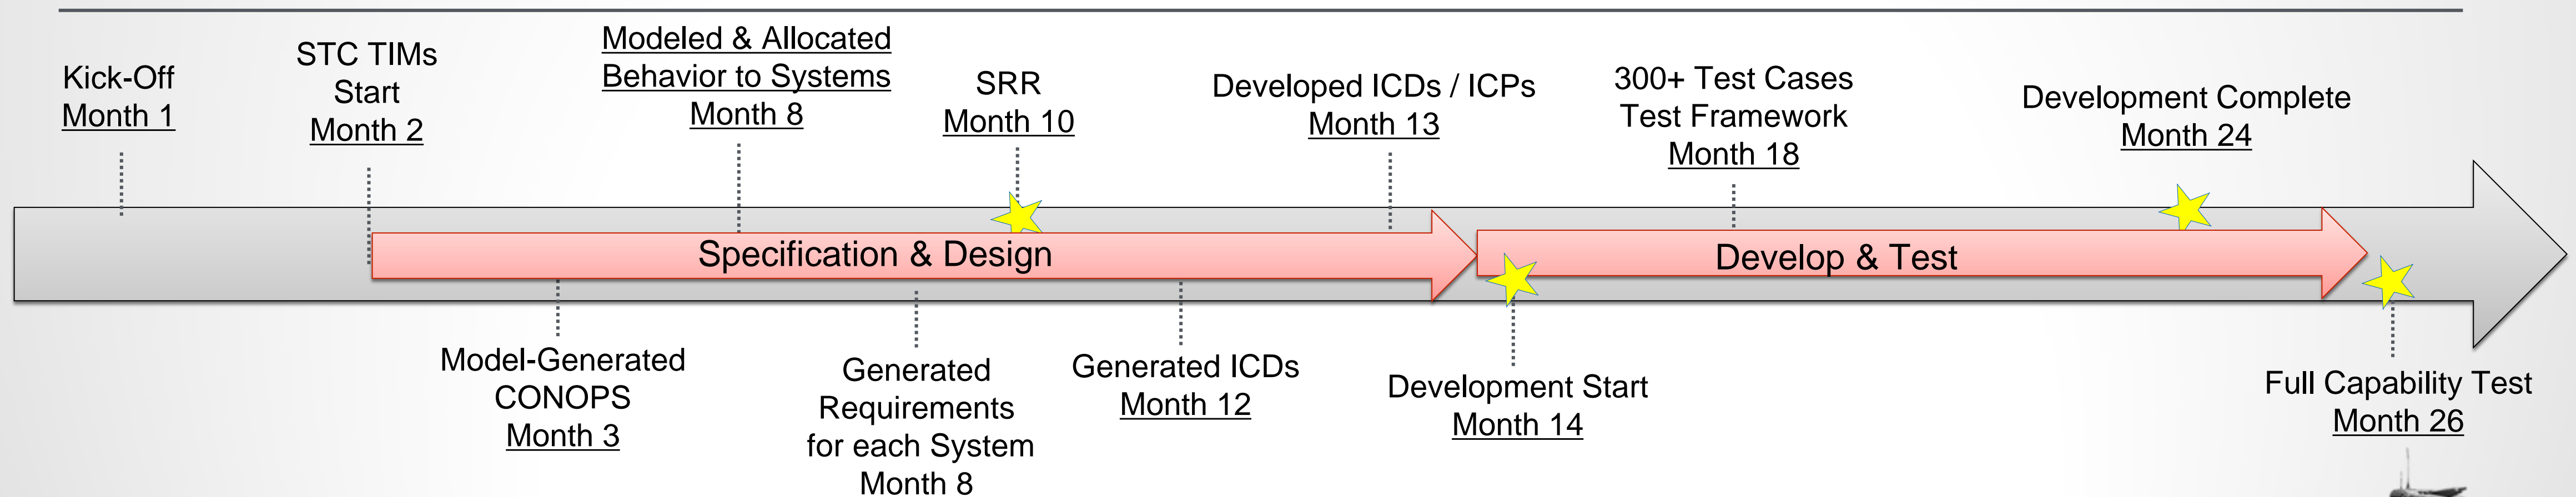 Kick-Off
Month 1
STC TIMs
Start
Month 2
Modeled & Allocated
Behavior to Systems
Month 8
SRR
Month 10
Developed ICDs / ICPs
Month 13
300+ Test Cases
Test Framework
Month 18
Development Complete
Month 24
Specification & Design
Develop & Test
Model-Generated
CONOPS
Month 3
Generated
Requirements
for each System
Month 8
Generated ICDs
Month 12
Development Start
Month 14
Full Capability Test
Month 26